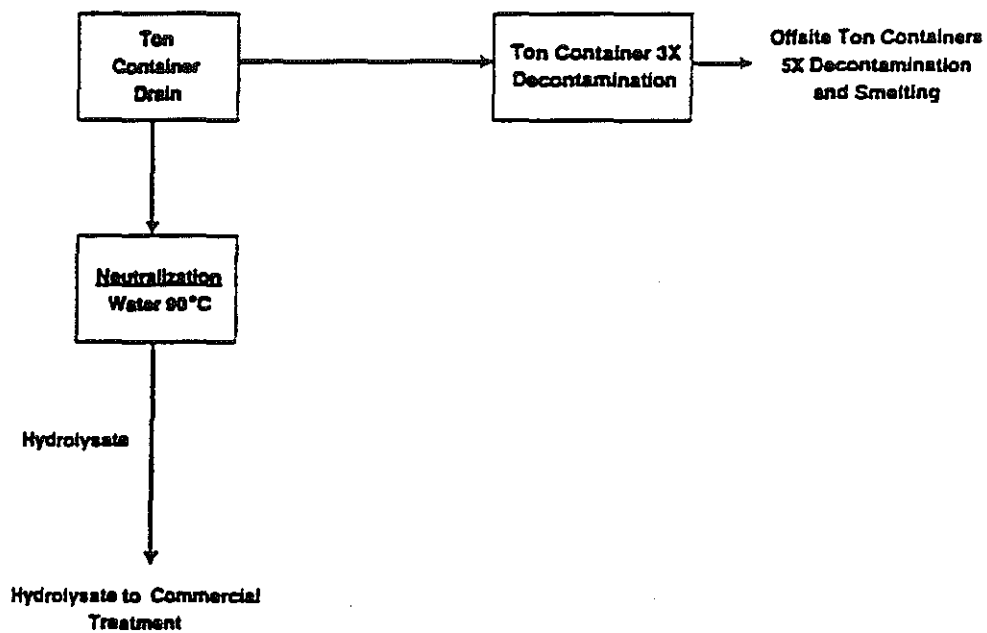 Ton
Container
Drain
Ton Container 3X
Decontamination
Offsite Ton Containers
5X Decontamination
and Smelting
Neutralization
Water 90°C
Hydrolysate
Hydrolysate to Commercial
Treatment